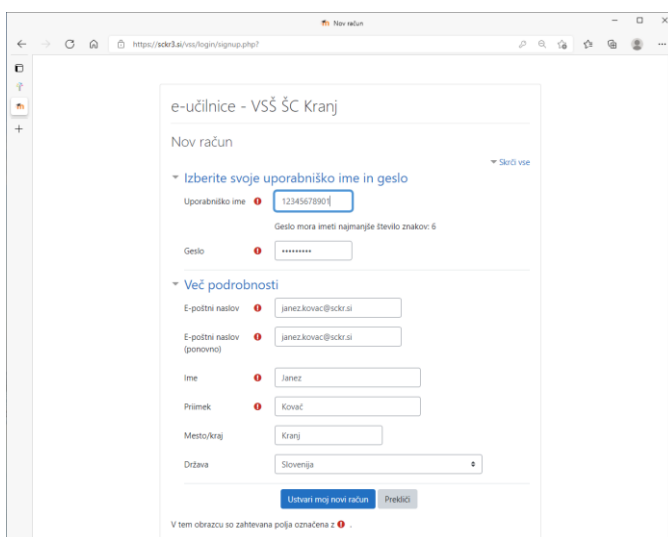 Nov račun
https://sckr3.si/vss/login/signup.php?
e-učilnice - VSŠ ŠC Kranj
Nov račun
Skrči vse
Izberite svoje uporabniško ime in geslo
Uporabniško ime
12345678901
Geslo mora imeti najmanjše število znakov: 6
Geslo
•••••••••
Več podrobnosti
E-poštni naslov
janez.kovac@sckr.si
E-poštni naslov
(ponovno)
janez.kovac@sckr.si
Ime
Janez
Priimek
Kovač
Mesto/kraj
Kranj
Država
Slovenija
Ustvari moj novi račun
Prekliči
V tem obrazcu so zahtevana polja označena z .